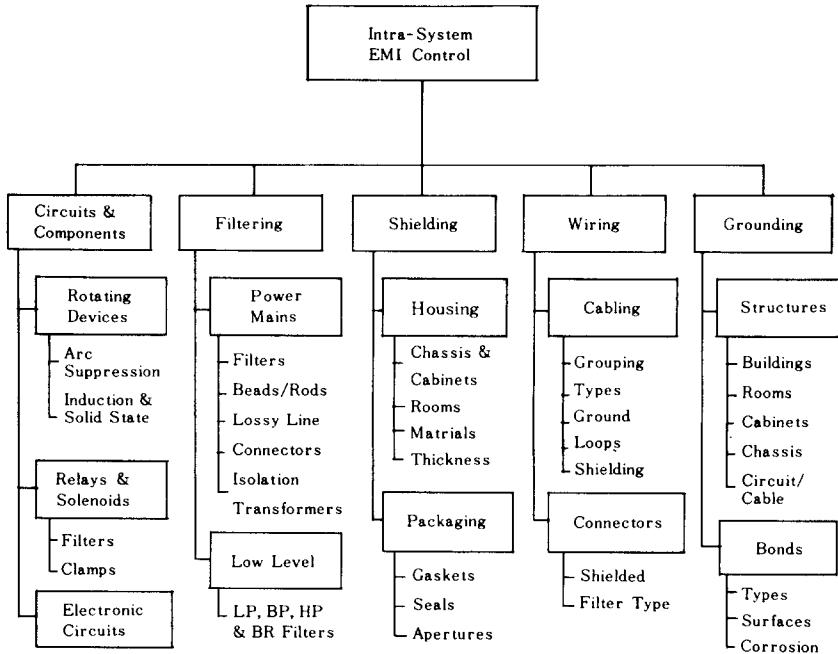 Intra-System
EMI Control
Circuits &
Components
Filtering
Shielding
Wiring
Grounding
Rotating
Devices
Arc
Suppression
Induction &
Solid State
Relays &
Solenoids
Filters
Clamps
Electronic
Circuits
Power
Mains
Filters
Beads/Rods
Lossy Line
Connectors
Isolation
Transformers
Low Level
LP, BP, HP
& BR Filters
Housing
Chassis &
Cabinets
Rooms
Matrials
Thickness
Packaging
Gaskets
Seals
Apertures
Cabling
Grouping
Types
Ground
Loops
Shielding
Connectors
Shielded
Filter Type
Structures
Buildings
Rooms
Cabinets
Chassis
Circuit/
Cable
Bonds
Types
Surfaces
Corrosion